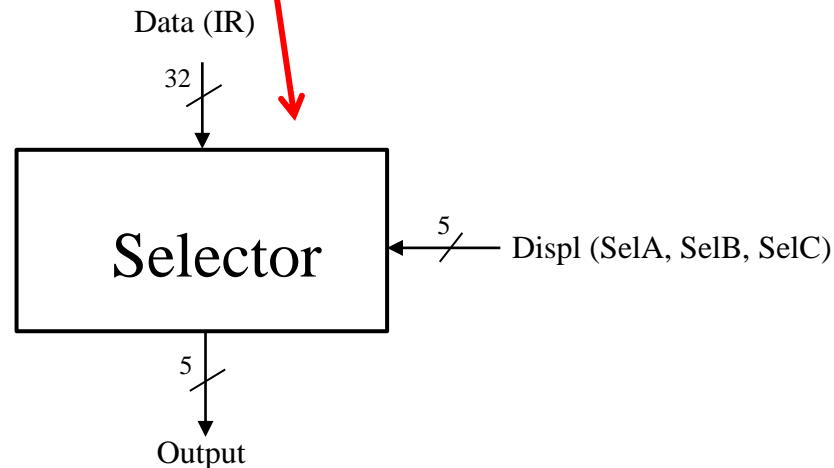 Data (IR)
32
Selector
5
Displ (SelA, SelB, SelC)
5
Output